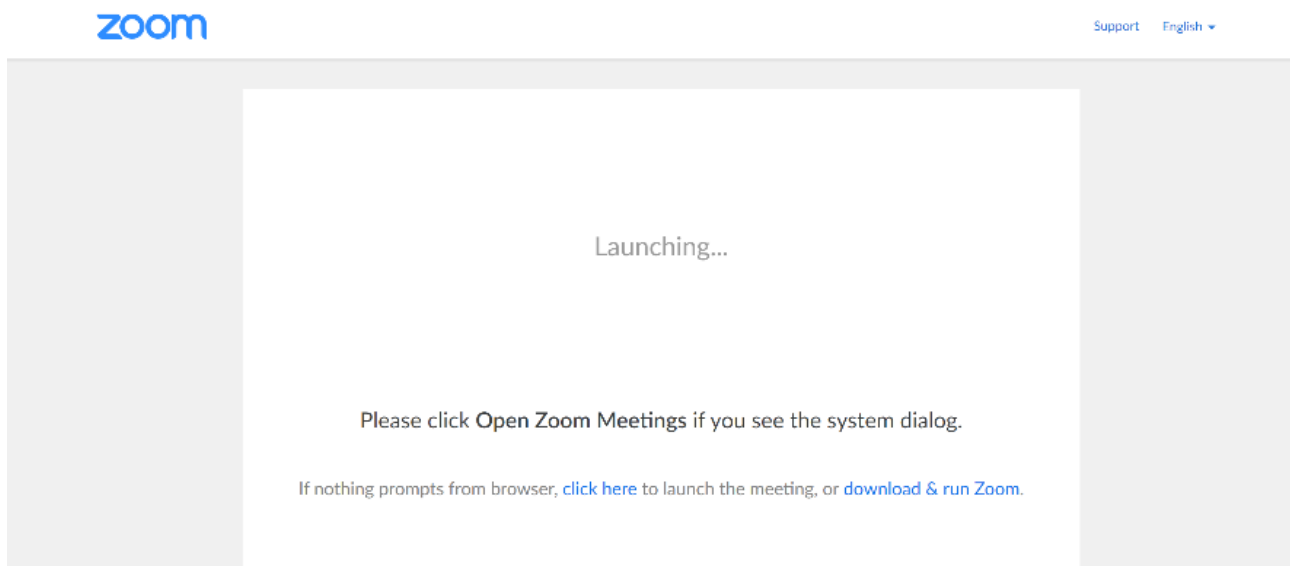 zoom
Support English
Launching...
Please click Open Zoom Meetings if you see the system dialog.
If nothing prompts from browser, click here to launch the meeting, or download & run Zoom.